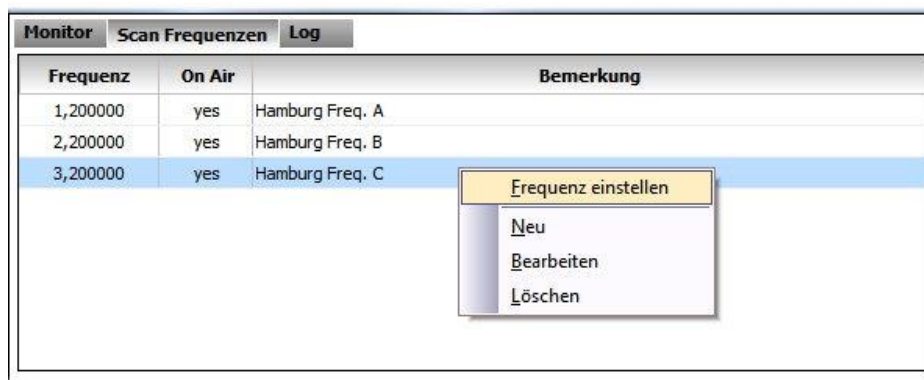 Monitor Scan Frequenzen Log
Frequenz On Air Bemerkung
1,200000 yes Hamburg Freq. A
2,200000 yes Hamburg Freq. B
3,200000 yes Hamburg Freq. C
Frequenz einstellen
Neu
Bearbeiten
Löschen